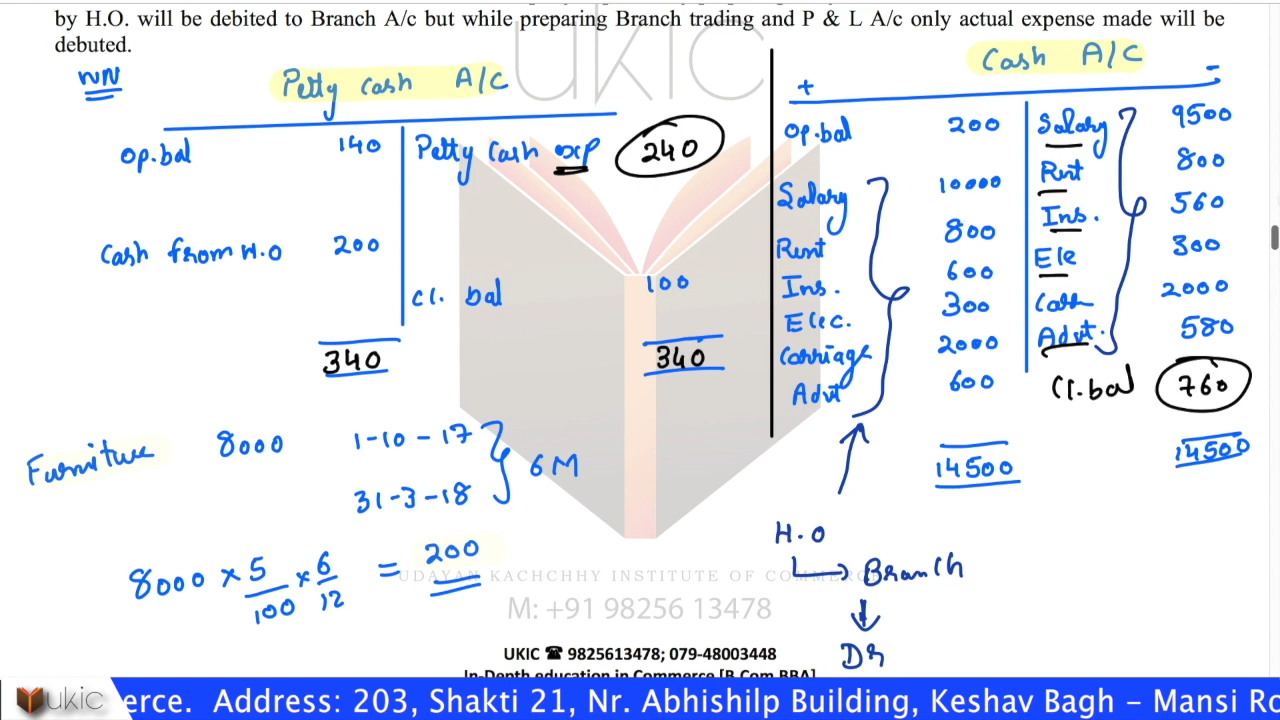 by H.O. will be debited to Branch A/c but while preparing Branch trading and P & L A/c only actual expense made will be
debuted.
WN
Petty cash A/C
Op.bal 140 Petty Cash exp 240
Cash from H.O 200
cl. bal 100
340 340
Cash A/C
+ -
Op.bal 200 Salary 9500
Salary 10000 Rent 800
Rent 800 Ins. 560
Ins. 600 Ele 300
Elec. 300 2000
Carriage 2000 Advt. 580
Advt 600 Cl.bal 760
14500 14500
Furniture 8000 1-10-17
31-3-18
6M
8000 × 5/100 × 6/12 = 200
H.O
Branch
Dr
ukic
UDAYAN KACHCHHY INSTITUTE OF COMMERCE
M: +91 98256 13478
UKIC ☎ 9825613478; 079-48003448
In-Depth education in Commerce [B.Com BBA]
ukic
erce. Address: 203, Shakti 21, Nr. Abhishilp Building, Keshav Bagh – Mansi Ro